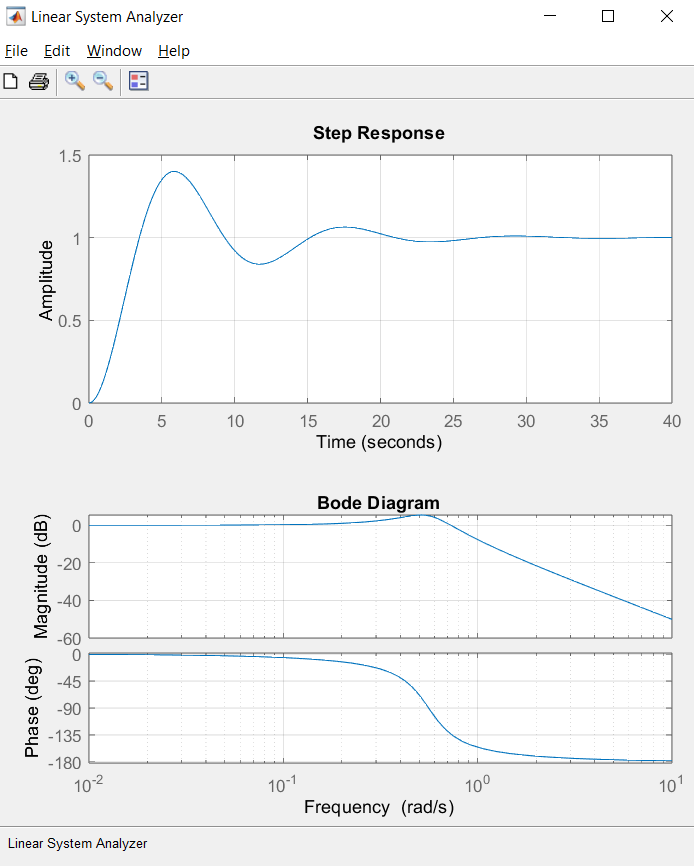 Linear System Analyzer
File Edit Window Help
Step Response
Amplitude
1.5
1
0.5
0
0 5 10 15 20 25 30 35 40
Time (seconds)
Bode Diagram
Magnitude (dB)
0
-20
-40
-60
Phase (deg)
0
-45
-90
-135
-180
10⁻² 10⁻¹ 10⁰ 10¹
Frequency (rad/s)
Linear System Analyzer